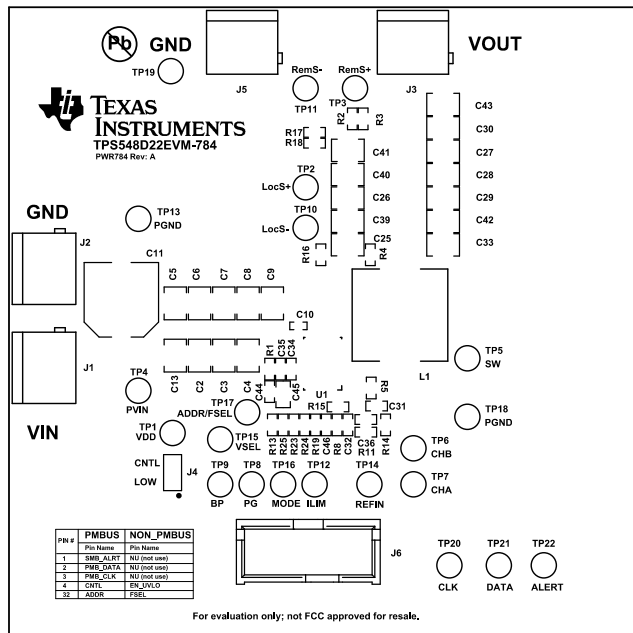 Pb
GND
VOUT
TP19
J5
RemS-
RemS+
TP11
TP3
J3
TEXAS
INSTRUMENTS
TPS548D22EVM-784
PWR784 Rev: A
R2
R3
R17
R18
C43
C30
C41
C27
TP2
LocS+
C40
C28
C26
C29
TP10
LocS-
C39
C42
C25
C33
R16
R4
GND
TP13
PGND
J2
C11
C5
C6
C7
C8
C9
C10
J1
VIN
TP4
PVIN
C13
C2
C3
C4
R1
C35
C34
C44
C45
U1
R15
R5
C31
L1
TP5
SW
TP18
PGND
TP17
ADDR/FSEL
TP1
VDD
TP15
VSEL
R13
R25
R23
R24
R19
C46
R8
C32
C36
R11
R14
TP6
CHB
TP7
CHA
CNTL
J4
LOW
TP9
TP8
TP16
TP12
TP14
BP
PG
MODE
ILIM
REFIN
J6
TP20
TP21
TP22
CLK
DATA
ALERT
PIN # PMBUS NON_PMBUS
Pin Name Pin Name
1 SMB_ALRT NU (not use)
2 PMB_DATA NU (not use)
3 PMB_CLK NU (not use)
4 CNTL EN_UVLO
32 ADDR FSEL
For evaluation only; not FCC approved for resale.